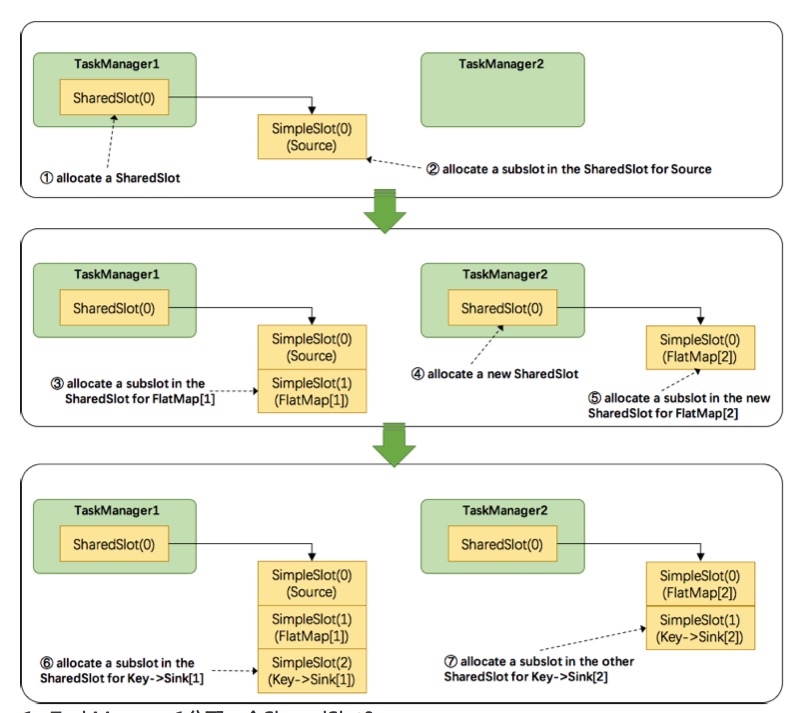 TaskManager1
SharedSlot(0)
TaskManager2
SimpleSlot(0)
(Source)
① allocate a SharedSlot
② allocate a subslot in the SharedSlot for Source
TaskManager1
SharedSlot(0)
TaskManager2
SharedSlot(0)
SimpleSlot(0)
(Source)
SimpleSlot(1)
(FlatMap[1])
SimpleSlot(0)
(FlatMap[2])
③ allocate a subslot in the
SharedSlot for FlatMap[1]
④ allocate a new SharedSlot
⑤ allocate a subslot in the new
SharedSlot for FlatMap[2]
TaskManager1
SharedSlot(0)
TaskManager2
SharedSlot(0)
SimpleSlot(0)
(Source)
SimpleSlot(1)
(FlatMap[1])
SimpleSlot(2)
(Key->Sink[1])
SimpleSlot(0)
(FlatMap[2])
SimpleSlot(1)
(Key->Sink[2])
⑥ allocate a subslot in the
SharedSlot for Key->Sink[1]
⑦ allocate a subslot in the other
SharedSlot for Key->Sink[2]